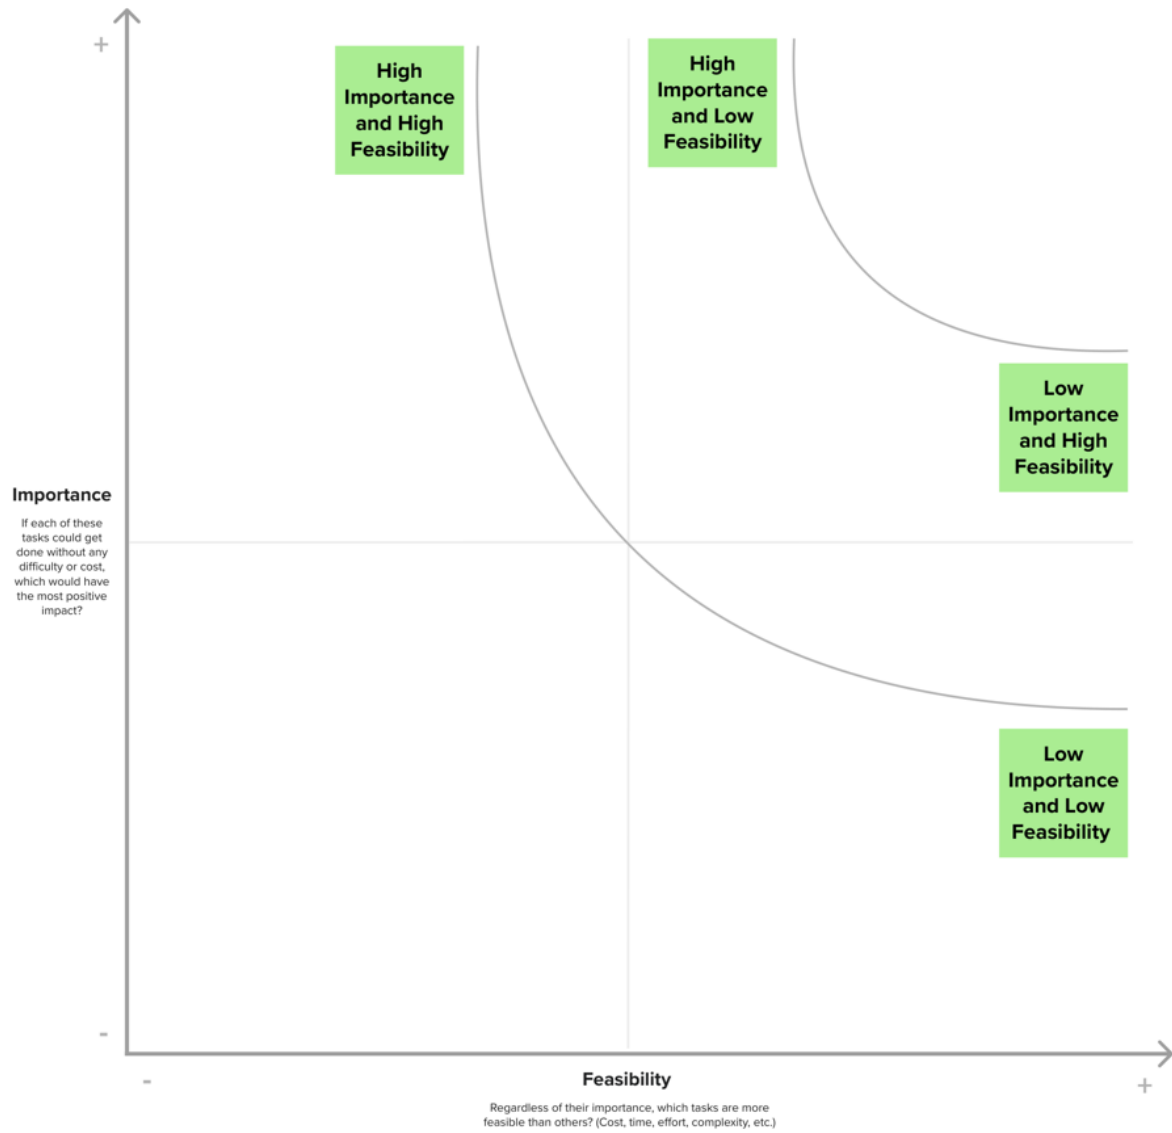 +
High
Importance
and High
Feasibility
High
Importance
and Low
Feasibility
Low
Importance
and High
Feasibility
Importance
If each of these
tasks could get
done without any
difficulty or cost,
which would have
the most positive
impact?
Low
Importance
and Low
Feasibility
-
-
Feasibility
+
Regardless of their importance, which tasks are more
feasible than others? (Cost, time, effort, complexity, etc.)